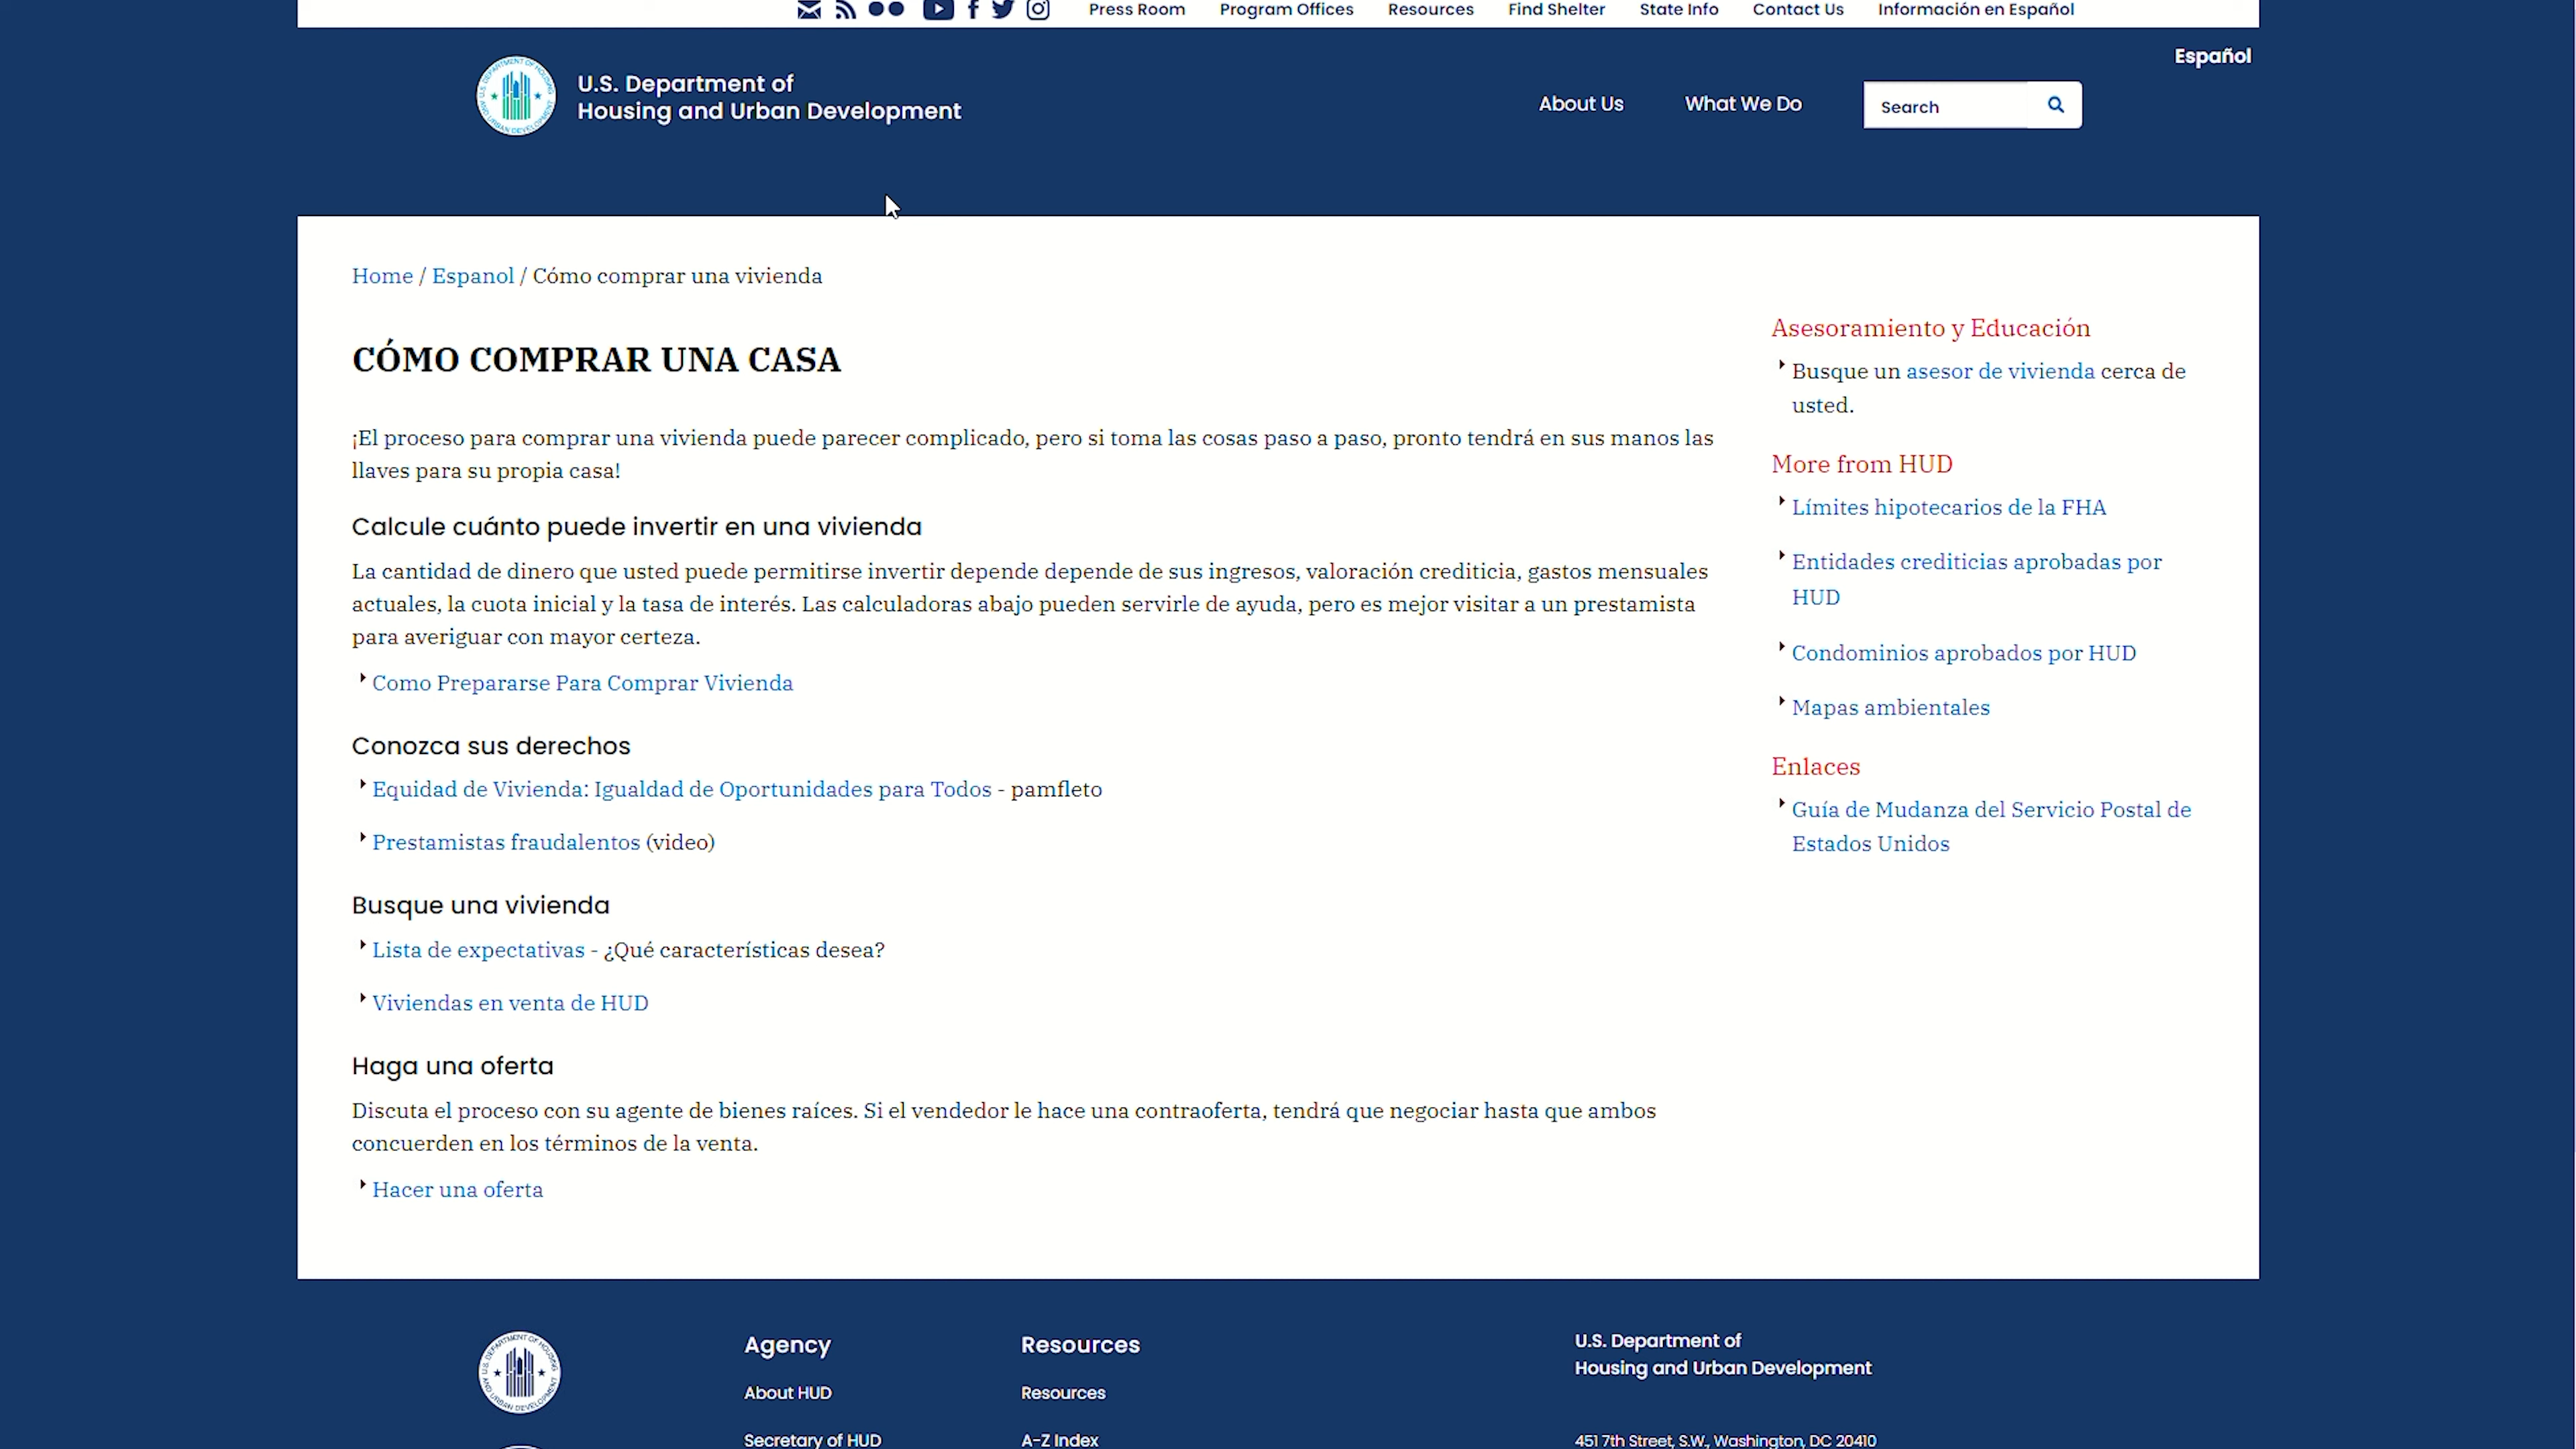 Press Room Program Offices Resources Find Shelter State Info Contact Us Información en Español
Español
U.S. Department of
Housing and Urban Development
About Us What We Do Search
Home / Espanol / Cómo comprar una vivienda
CÓMO COMPRAR UNA CASA
¡El proceso para comprar una vivienda puede parecer complicado, pero si toma las cosas paso a paso, pronto tendrá en sus manos las
llaves para su propia casa!
Calcule cuánto puede invertir en una vivienda
La cantidad de dinero que usted puede permitirse invertir depende depende de sus ingresos, valoración crediticia, gastos mensuales
actuales, la cuota inicial y la tasa de interés. Las calculadoras abajo pueden servirle de ayuda, pero es mejor visitar a un prestamista
para averiguar con mayor certeza.
Como Prepararse Para Comprar Vivienda
Conozca sus derechos
Equidad de Vivienda: Igualdad de Oportunidades para Todos - pamfleto
Prestamistas fraudalentos (video)
Busque una vivienda
Lista de expectativas - ¿Qué características desea?
Viviendas en venta de HUD
Haga una oferta
Discuta el proceso con su agente de bienes raíces. Si el vendedor le hace una contraoferta, tendrá que negociar hasta que ambos
concuerden en los términos de la venta.
Hacer una oferta
Asesoramiento y Educación
Busque un asesor de vivienda cerca de
usted.
More from HUD
Límites hipotecarios de la FHA
Entidades crediticias aprobadas por
HUD
Condominios aprobados por HUD
Mapas ambientales
Enlaces
Guía de Mudanza del Servicio Postal de
Estados Unidos
Agency
About HUD
Secretary of HUD
Resources
Resources
A-Z Index
U.S. Department of
Housing and Urban Development
451 7th Street, S.W., Washington, DC 20410